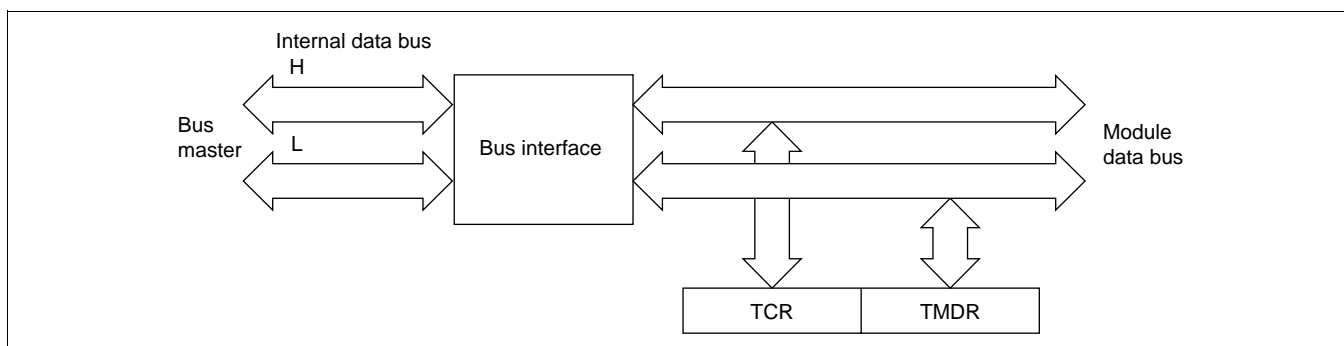 Internal data bus
H
Bus
master
L
Bus interface
Module
data bus
TCR
TMDR